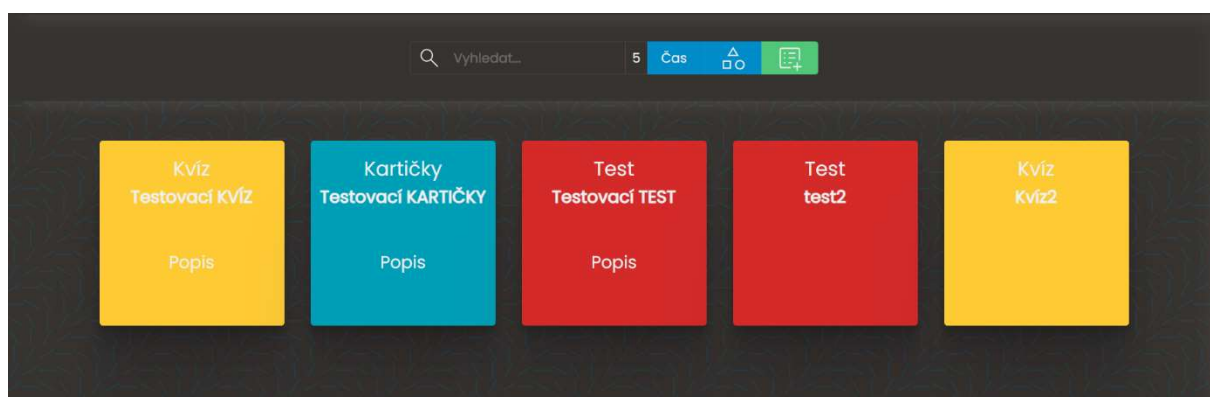 Vyhledat...
5
Čas
Kvíz
Testovací KVÍZ
Popis
Kartičky
Testovací KARTIČKY
Popis
Test
Testovací TEST
Popis
Test
test2
Kvíz
Kvíz2